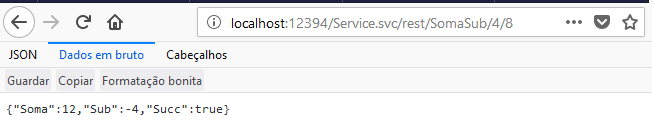 localhost:12394/Service.svc/rest/SomaSub/4/8
JSON Dados em bruto Cabeçalhos
Guardar Copiar Formatação bonita
{"Soma":12,"Sub":-4,"Succ":true}